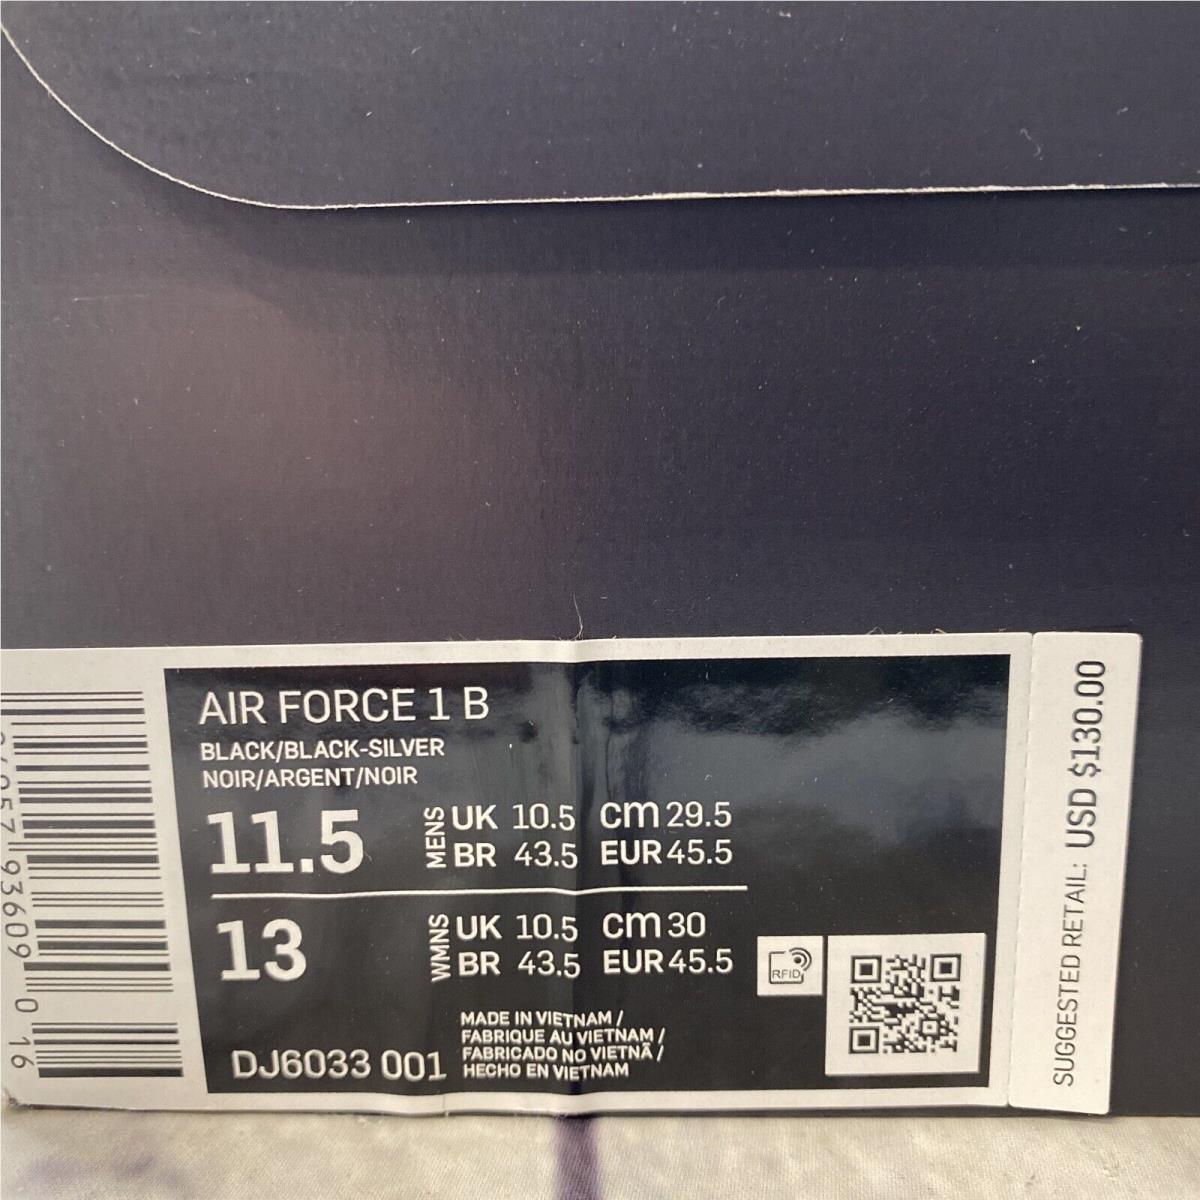 AIR FORCE 1 B
BLACK/BLACK-SILVER
NOIR/ARGENT/NOIR
11.5 MENS UK 10.5 CM 29.5
BR 43.5 EUR 45.5
13 WMNS UK 10.5 CM 30
BR 43.5 EUR 45.5
RFID
MADE IN VIETNAM /
FABRIQUE AU VIETNAM /
FABRICADO NO VIETNÃ /
HECHO EN VIETNAM
DJ6033 001
SUGGESTED RETAIL: USD $130.00
93609 0 16